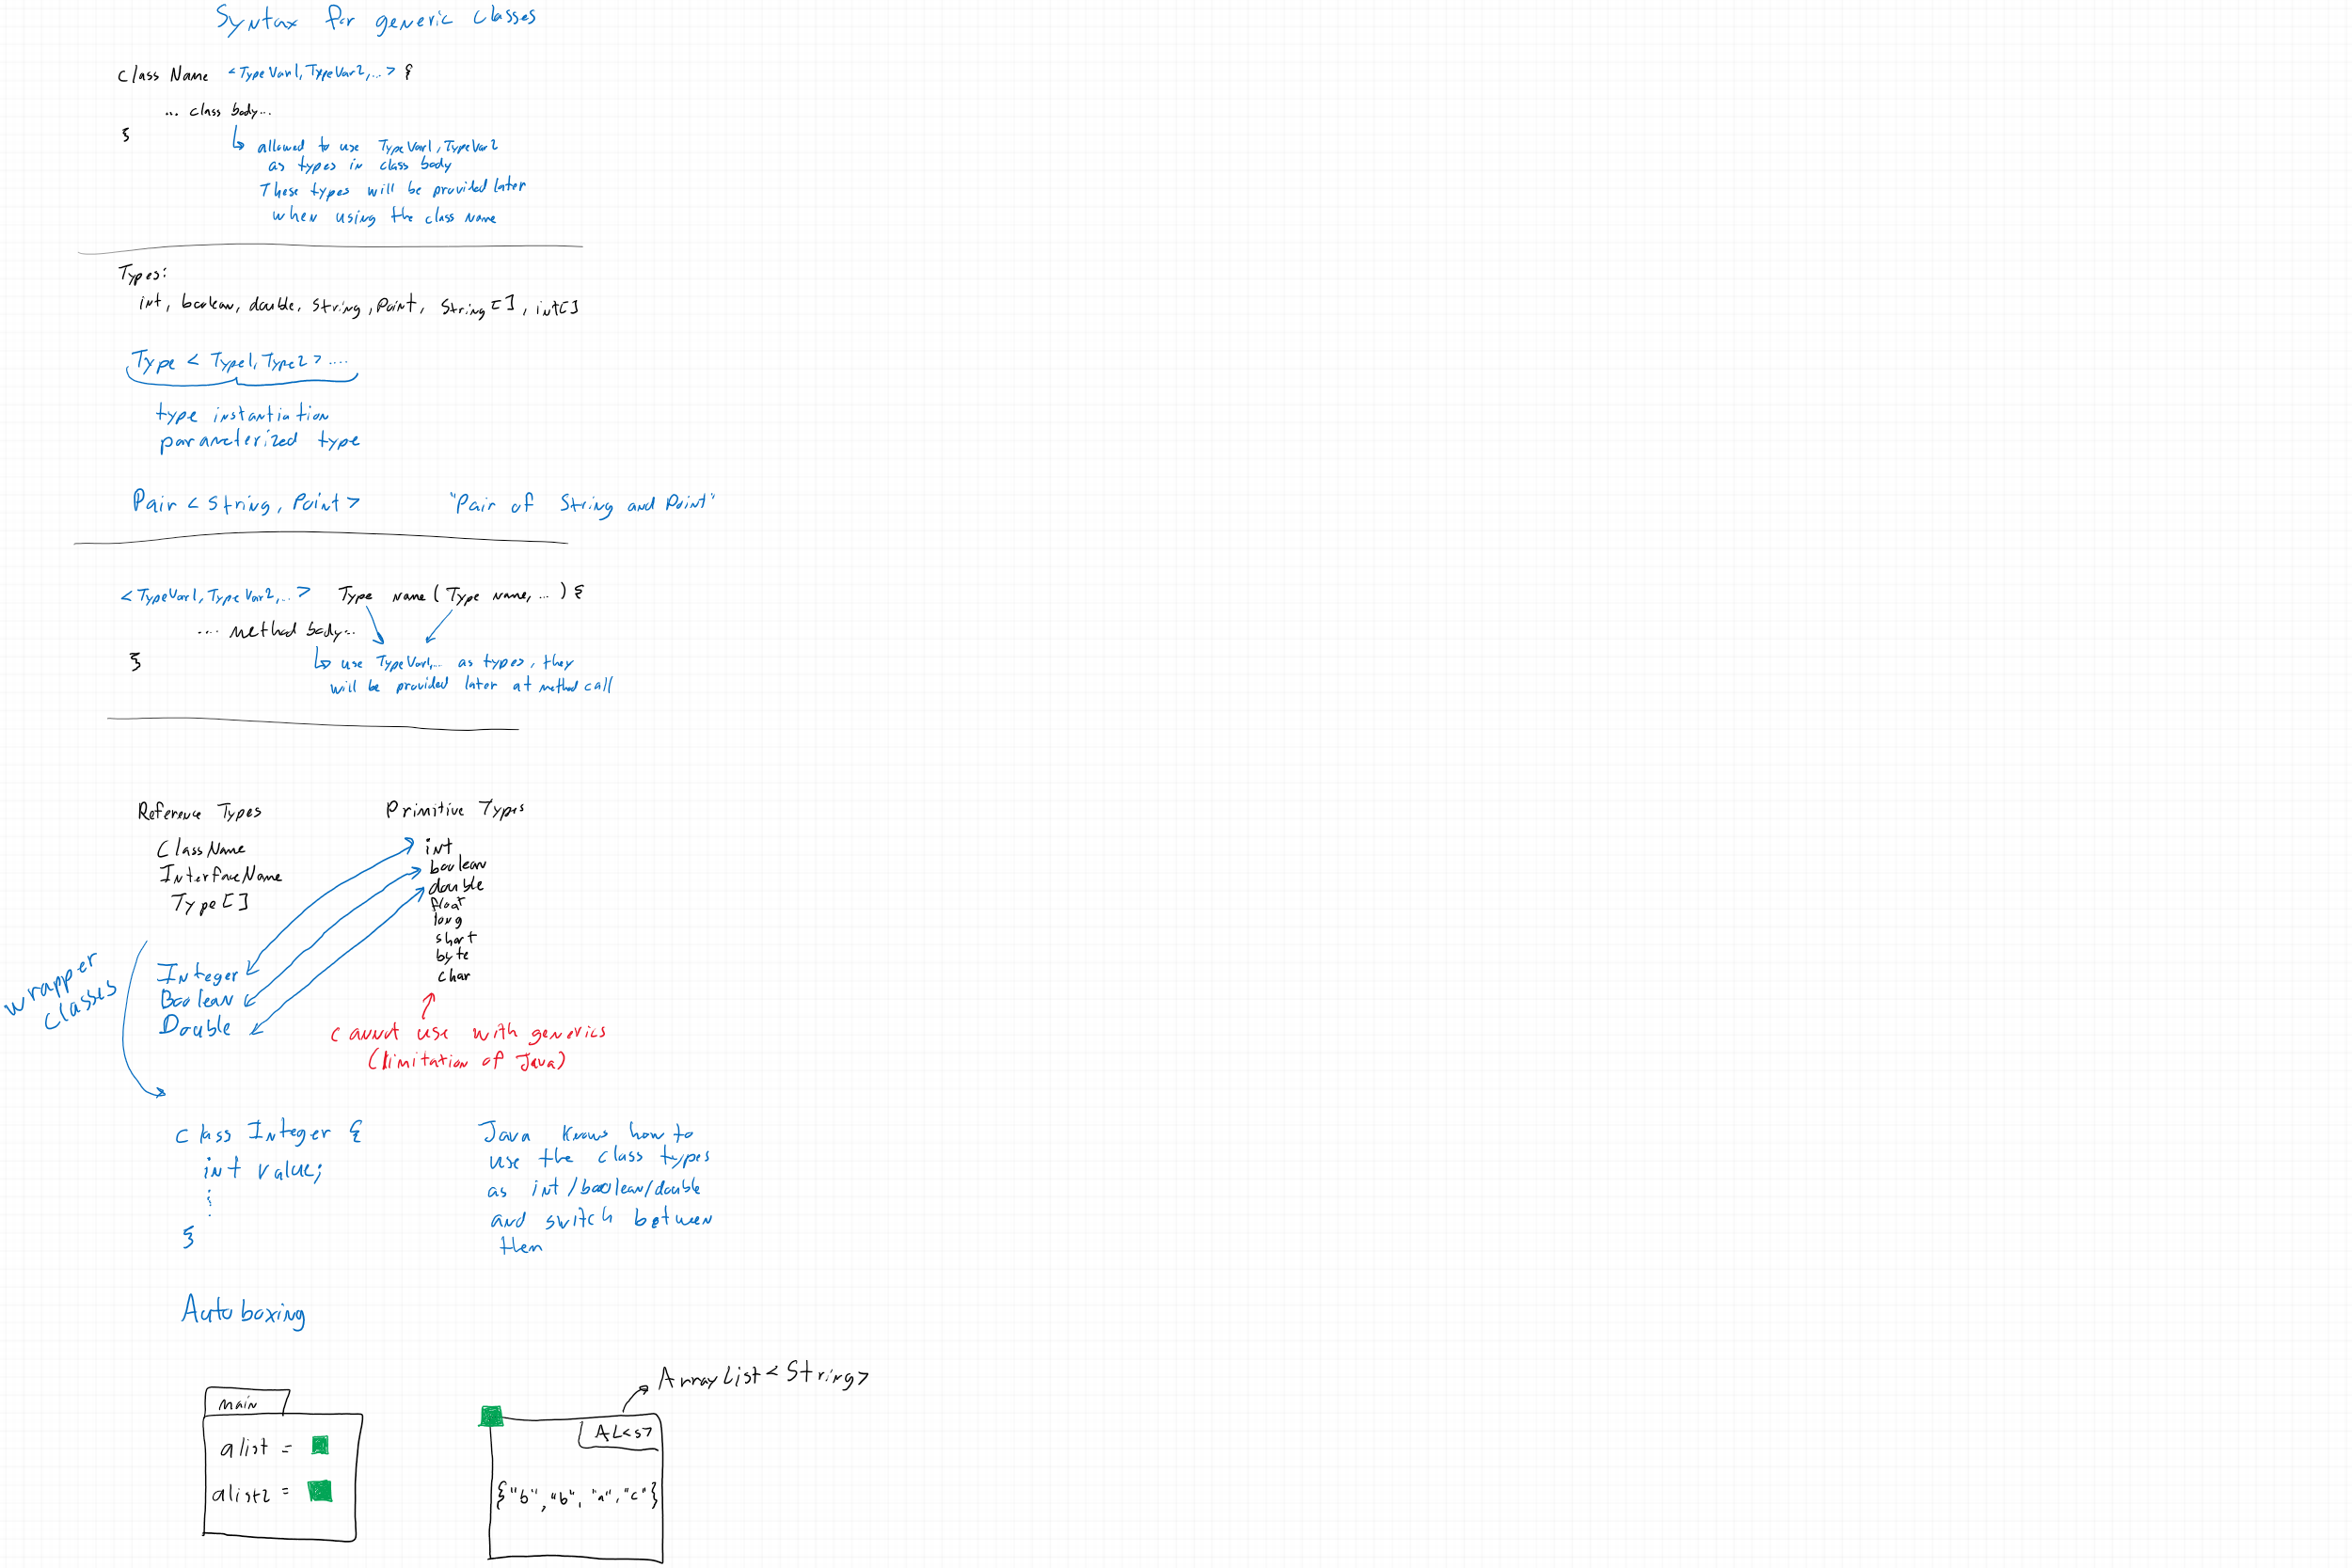 Syntax for generic classes
class Name <TypeVar1, TypeVar2, ...> {
... class body...
}
allowed to use TypeVar1, TypeVar2
as types in class body
These types will be provided later
when using the class name
Types:
int, boolean, double, String, Point, String[], int[]
Type < Type1, Type2 > ....
type instantiation
parameterized type
Pair < String, Point >
"Pair of String and Point"
<TypeVar1, TypeVar2, ...> Type name ( Type name, ... ) {
.... method body...
}
use TypeVar1,... as types, they
will be provided later at method call
Reference Types
ClassName
InterfaceName
Type[]
Primitive Types
int
boolean
double
float
long
short
byte
char
wrapper
classes
Integer
Boolean
Double
cannot use with generics
(limitation of Java)
class Integer {
int value;
⋮
}
Java knows how to
use the class types
as int/boolean/double
and switch between
them
Autoboxing
main
alist =
alist2 =
ArrayList<String>
AL<S>
{"b", "b", "a", "c"}